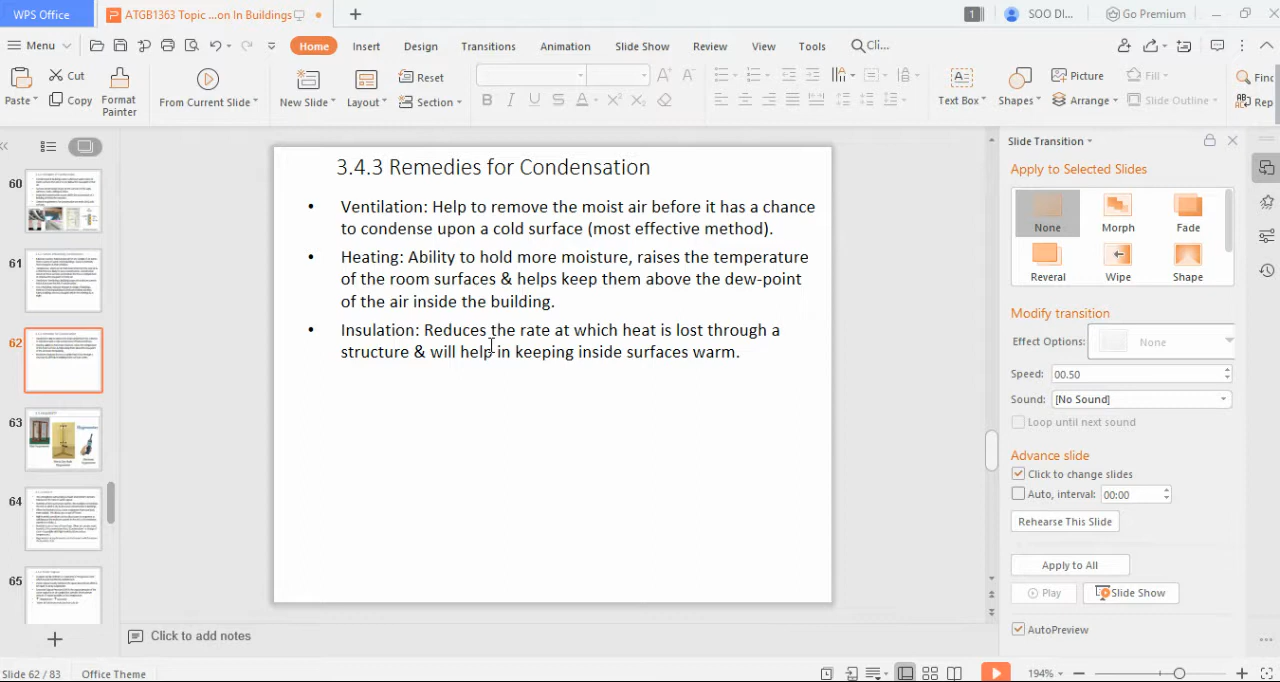 WPS Office
ATGB1363 Topic ...on In Buildings
1
SOO DI...
Go Premium
Menu
Home
Insert
Design
Transitions
Animation
Slide Show
Review
View
Tools
Cli...
Paste
Cut
Copy
Format Painter
From Current Slide
New Slide
Layout
Reset
Section
B I U S A X² X₂
Text Box
Shapes
Picture
Arrange
Fill
Slide Outline
Find
Rep
60
61
62
63
64
65
3.4.3 Remedies for Condensation
• Ventilation: Help to remove the moist air before it has a chance
to condense upon a cold surface (most effective method).
• Heating: Ability to hold more moisture, raises the temperature
of the room surfaces & helps keep them above the dew-point
of the air inside the building.
• Insulation: Reduces the rate at which heat is lost through a
structure & will help in keeping inside surfaces warm.
Click to add notes
Slide Transition
Apply to Selected Slides
None
Morph
Fade
Reveral
Wipe
Shape
Modify transition
Effect Options:
None
Speed: 00.50
Sound: [No Sound]
Loop until next sound
Advance slide
Click to change slides
Auto, interval: 00:00
Rehearse This Slide
Apply to All
Play
Slide Show
AutoPreview
Slide 62 / 83
Office Theme
194%